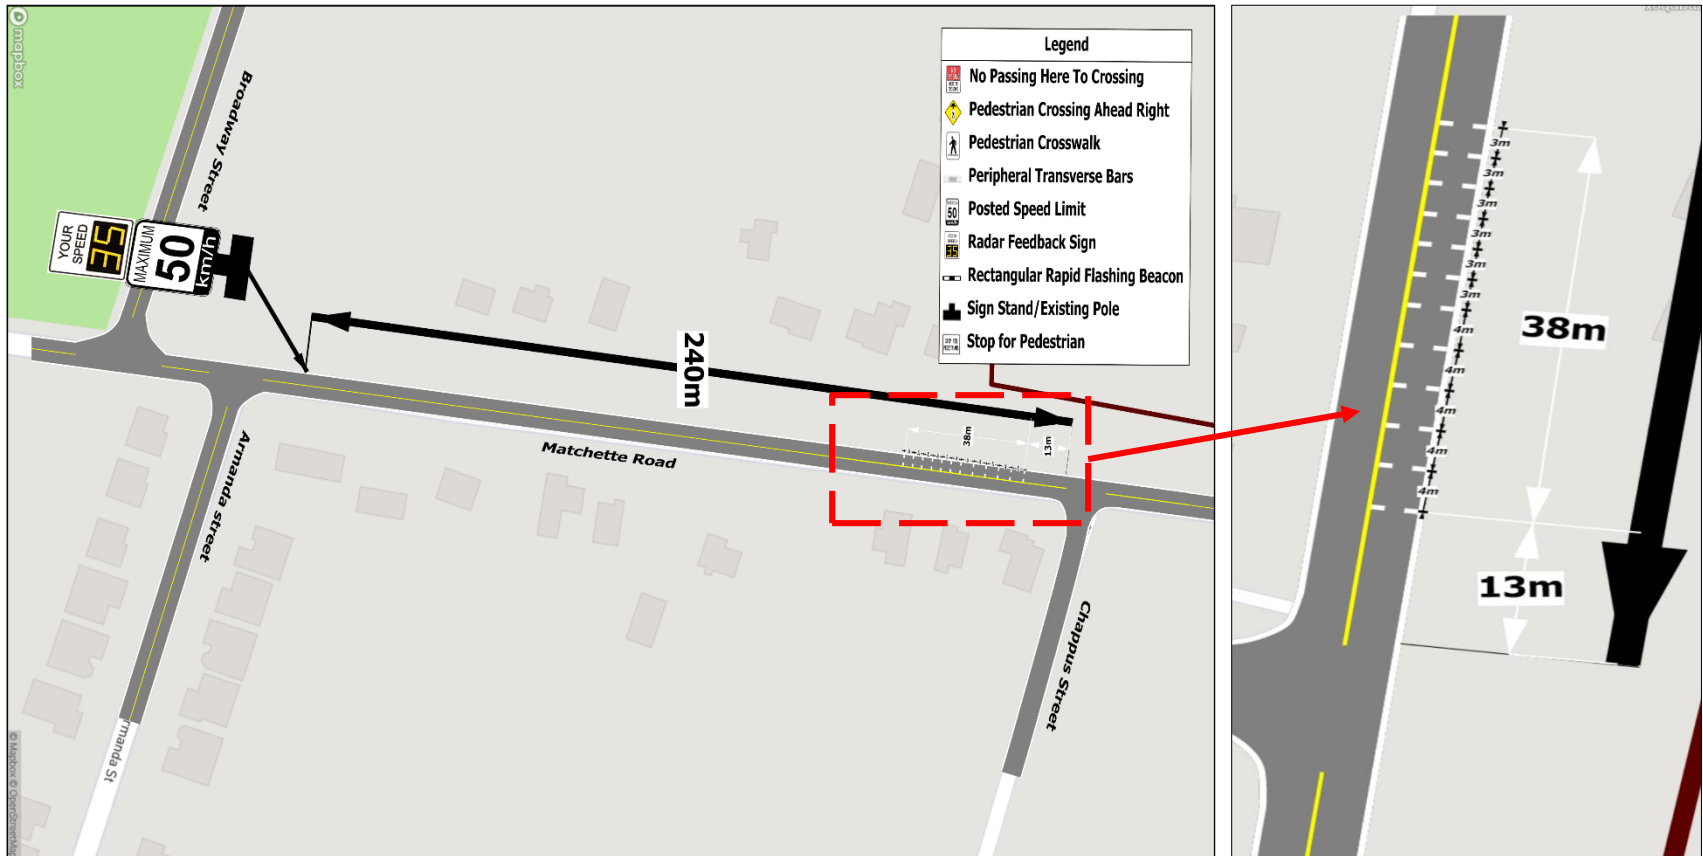 mapbox
Broadway Street
YOUR
SPEED
35
MAXIMUM
50
km/h
240m
Matchette Road
Armanda street
rmanda St
38m
13m
Chappus Street
© Mapbox © OpenStreetMap
Legend
No Passing Here To Crossing
Pedestrian Crossing Ahead Right
Pedestrian Crosswalk
Peripheral Transverse Bars
50
Posted Speed Limit
35
Radar Feedback Sign
Rectangular Rapid Flashing Beacon
Sign Stand/Existing Pole
Stop for Pedestrian
3m
3m
3m
3m
3m
3m
4m
4m
4m
4m
4m
38m
13m